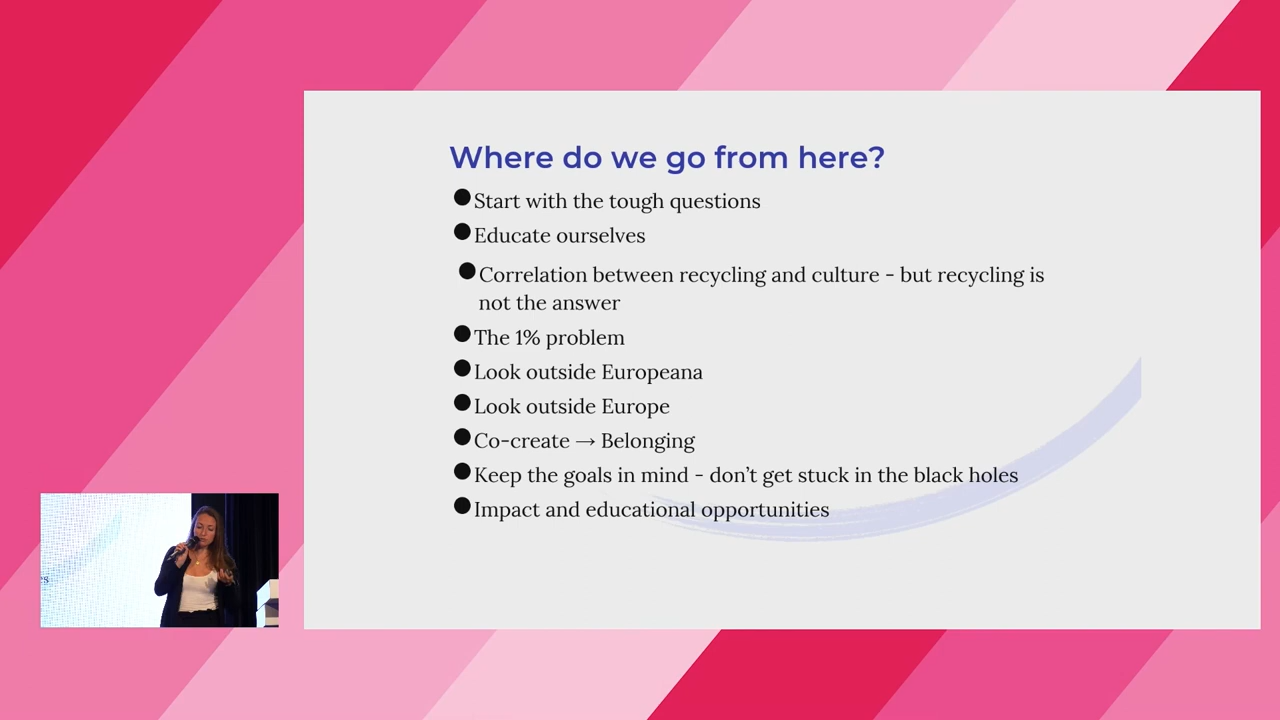 Where do we go from here?
● Start with the tough questions
● Educate ourselves
● Correlation between recycling and culture - but recycling is
not the answer
● The 1% problem
● Look outside Europeana
● Look outside Europe
● Co-create → Belonging
● Keep the goals in mind - don’t get stuck in the black holes
● Impact and educational opportunities